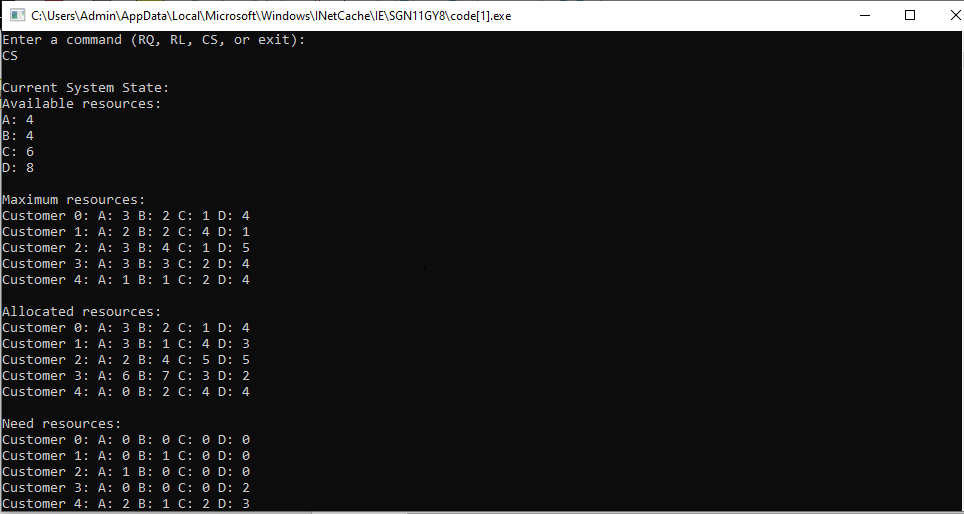 C:\Users\Admin\AppData\Local\Microsoft\Windows\INetCache\IE\SGN11GY8\code[1].exe
Enter a command (RQ, RL, CS, or exit):
CS
Current System State:
Available resources:
A: 4
B: 4
C: 6
D: 8
Maximum resources:
Customer 0: A: 3 B: 2 C: 1 D: 4
Customer 1: A: 2 B: 2 C: 4 D: 1
Customer 2: A: 3 B: 4 C: 1 D: 5
Customer 3: A: 3 B: 3 C: 2 D: 4
Customer 4: A: 1 B: 1 C: 2 D: 4
Allocated resources:
Customer 0: A: 3 B: 2 C: 1 D: 4
Customer 1: A: 3 B: 1 C: 4 D: 3
Customer 2: A: 2 B: 4 C: 5 D: 5
Customer 3: A: 6 B: 7 C: 3 D: 2
Customer 4: A: 0 B: 2 C: 4 D: 4
Need resources:
Customer 0: A: 0 B: 0 C: 0 D: 0
Customer 1: A: 0 B: 1 C: 0 D: 0
Customer 2: A: 1 B: 0 C: 0 D: 0
Customer 3: A: 0 B: 0 C: 0 D: 2
Customer 4: A: 2 B: 1 C: 2 D: 3